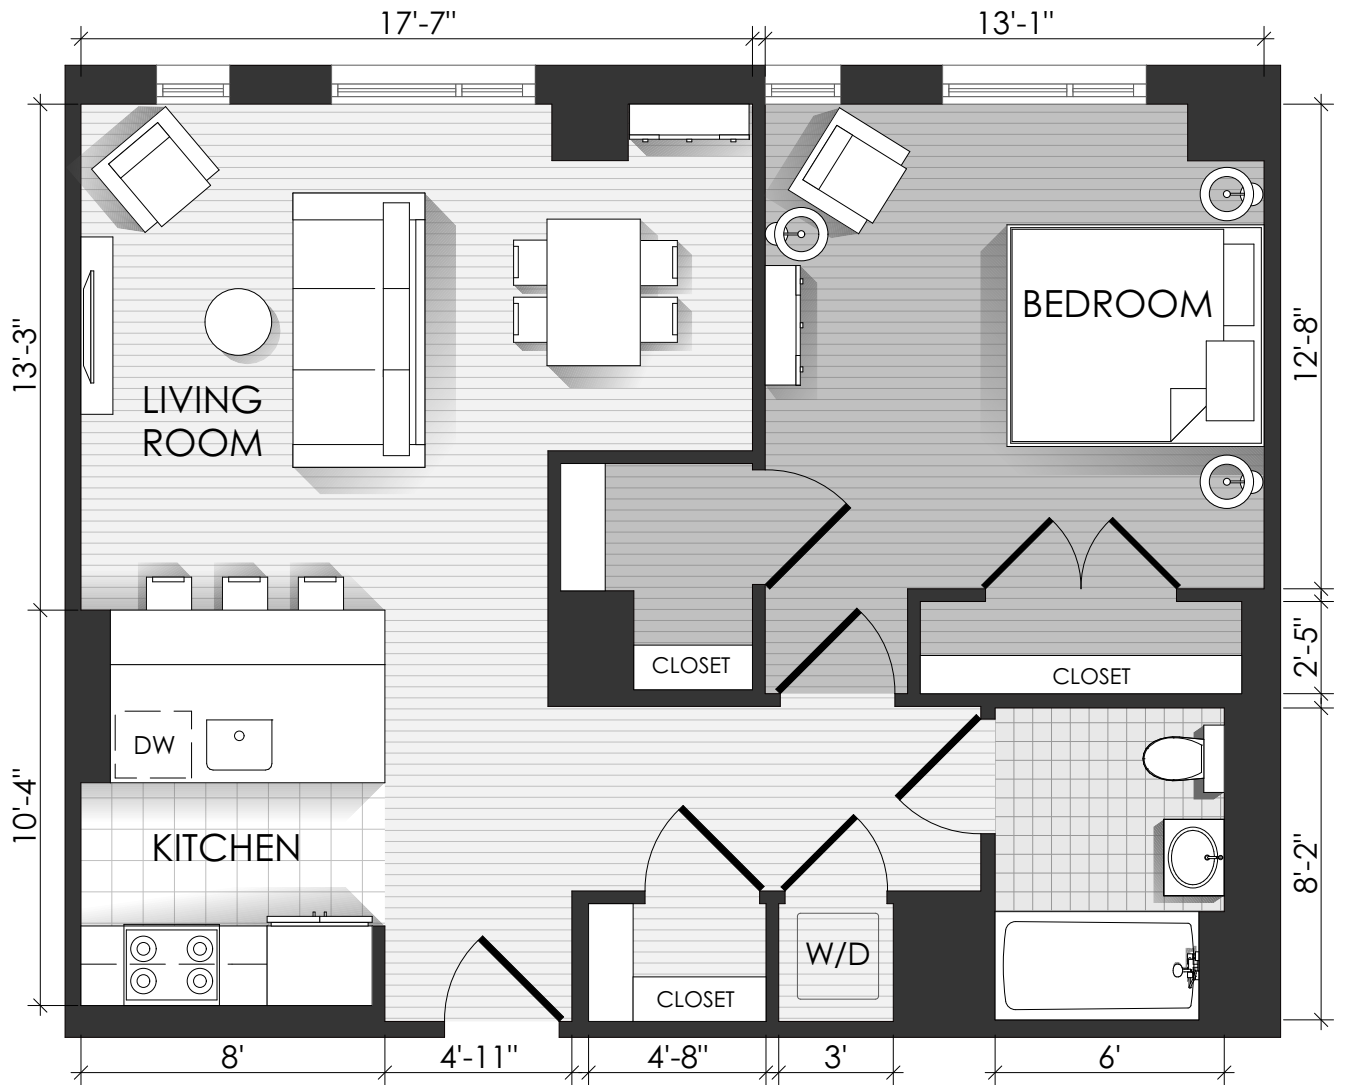 17'-7"
13'-1"
13'-3"
LIVING
ROOM
BEDROOM
12'-8"
CLOSET
CLOSET
2'-5"
DW
10'-4"
KITCHEN
8'-2"
W/D
CLOSET
8'
4'-11"
4'-8"
3'
6'